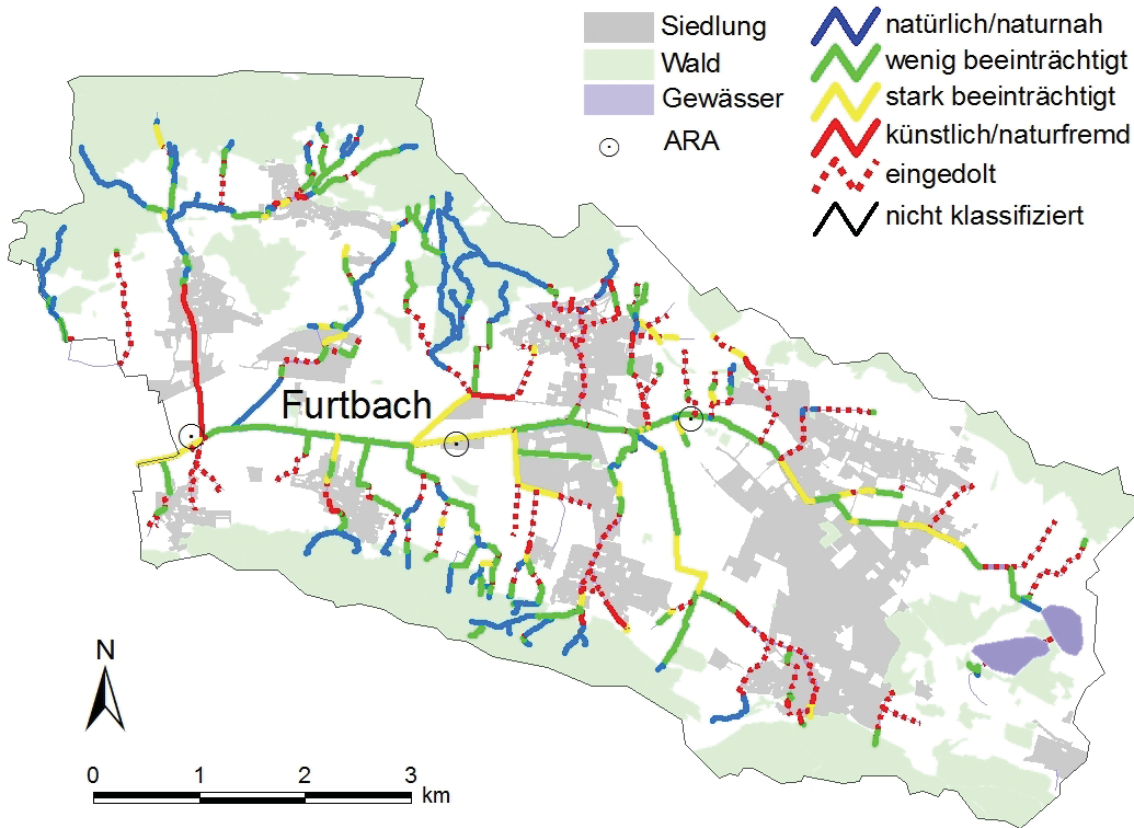 Siedlung
Wald
Gewässer
ARA
natürlich/naturnah
wenig beeinträchtigt
stark beeinträchtigt
künstlich/naturfremd
eingedolt
nicht klassifiziert
Furtbach
N
0 1 2 3
km